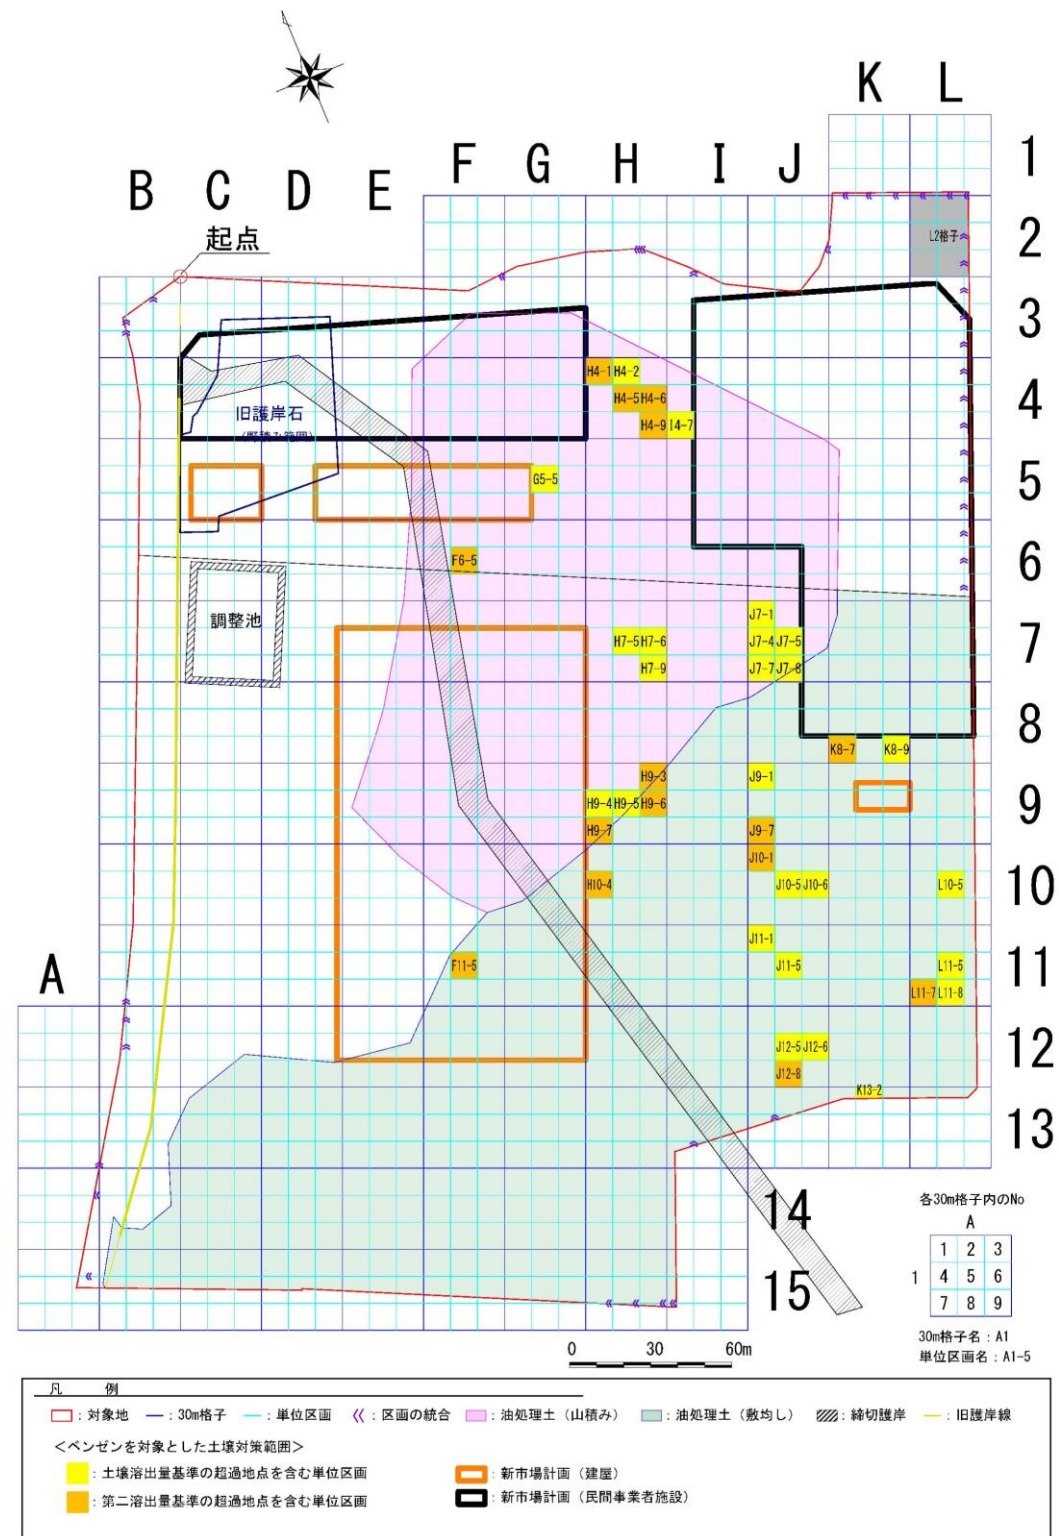 K L
1
F G H I J
B C D E
起点
2
L2格子
3
H4-1 H4-2
4
旧護岸石
(野積み範囲)
H4-5 H4-6
H4-9 I4-7
5
G5-5
6
F6-5
J7-1
調整池
7
H7-5 H7-6
J7-4 J7-5
H7-9
J7-7 J7-8
8
K8-7 K8-9
H9-3
J9-1
9
H9-4 H9-5 H9-6
H9-7
J9-7
J10-1
10
H10-4
J10-5 J10-6
L10-5
J11-1
11
A
F11-5
J11-5
L11-5
L11-7 L11-8
12
J12-5 J12-6
J12-8
K13-2
13
14
各30m格子内のNo
A
1 2 3
1 4 5 6
7 8 9
15
30m格子名：A1
単位区画名：A1-5
0 30 60m
凡 例
：対象地 ：30m格子 ：単位区画 ：区画の統合 ：油処理土（山積み） ：油処理土（敷均し） ：締切護岸 ：旧護岸線
＜ベンゼンを対象とした土壌対策範囲＞
：土壌溶出量基準の超過地点を含む単位区画
：新市場計画（建屋）
：第二溶出量基準の超過地点を含む単位区画
：新市場計画（民間事業者施設）